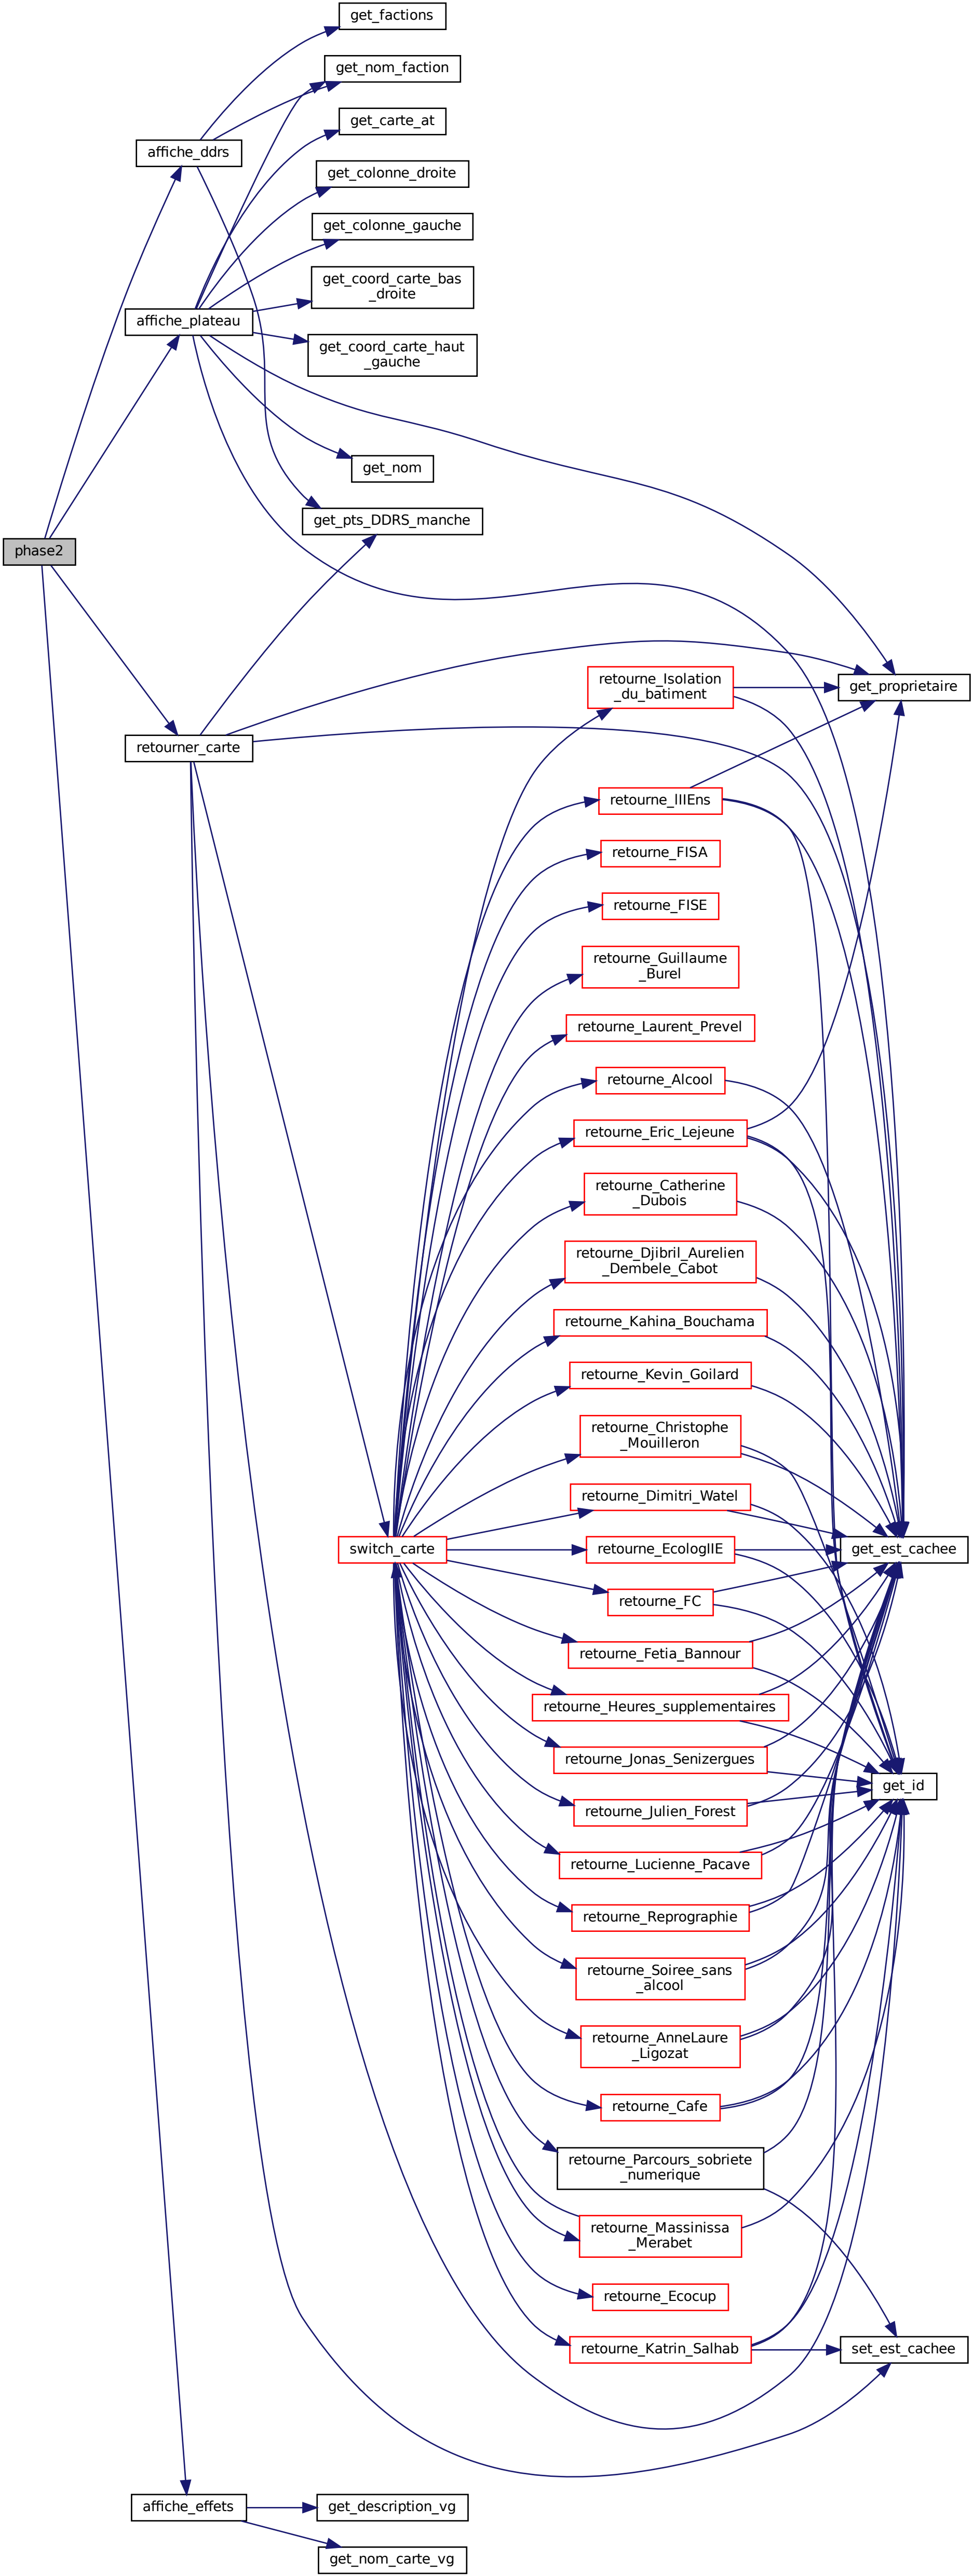 get_factions
get_nom_faction
get_carte_at
affiche_ddrs
get_colonne_droite
get_colonne_gauche
get_coord_carte_bas
_droite
affiche_plateau
get_coord_carte_haut
_gauche
get_nom
get_pts_DDRS_manche
phase2
retourne_Isolation
_du_batiment
get_proprietaire
retourner_carte
retourne_IIIEns
retourne_FISA
retourne_FISE
retourne_Guillaume
_Burel
retourne_Laurent_Prevel
retourne_Alcool
retourne_Eric_Lejeune
retourne_Catherine
_Dubois
retourne_Djibril_Aurelien
_Dembele_Cabot
retourne_Kahina_Bouchama
retourne_Kevin_Goilard
retourne_Christophe
_Mouilleron
retourne_Dimitri_Watel
switch_carte
retourne_EcologIIE
get_est_cachee
retourne_FC
retourne_Fetia_Bannour
retourne_Heures_supplementaires
retourne_Jonas_Senizergues
get_id
retourne_Julien_Forest
retourne_Lucienne_Pacave
retourne_Reprographie
retourne_Soiree_sans
_alcool
retourne_AnneLaure
_Ligozat
retourne_Cafe
retourne_Parcours_sobriete
_numerique
retourne_Massinissa
_Merabet
retourne_Ecocup
retourne_Katrin_Salhab
set_est_cachee
affiche_effets
get_description_vg
get_nom_carte_vg